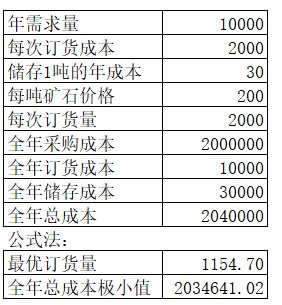 年需求量 10000
每次订货成本 2000
储存1吨的年成本 30
每吨矿石价格 200
每次订货量 2000
全年采购成本 2000000
全年订货成本 10000
全年储存成本 30000
全年总成本 2040000
公式法：
最优订货量 1154.70
全年总成本极小值 2034641.02